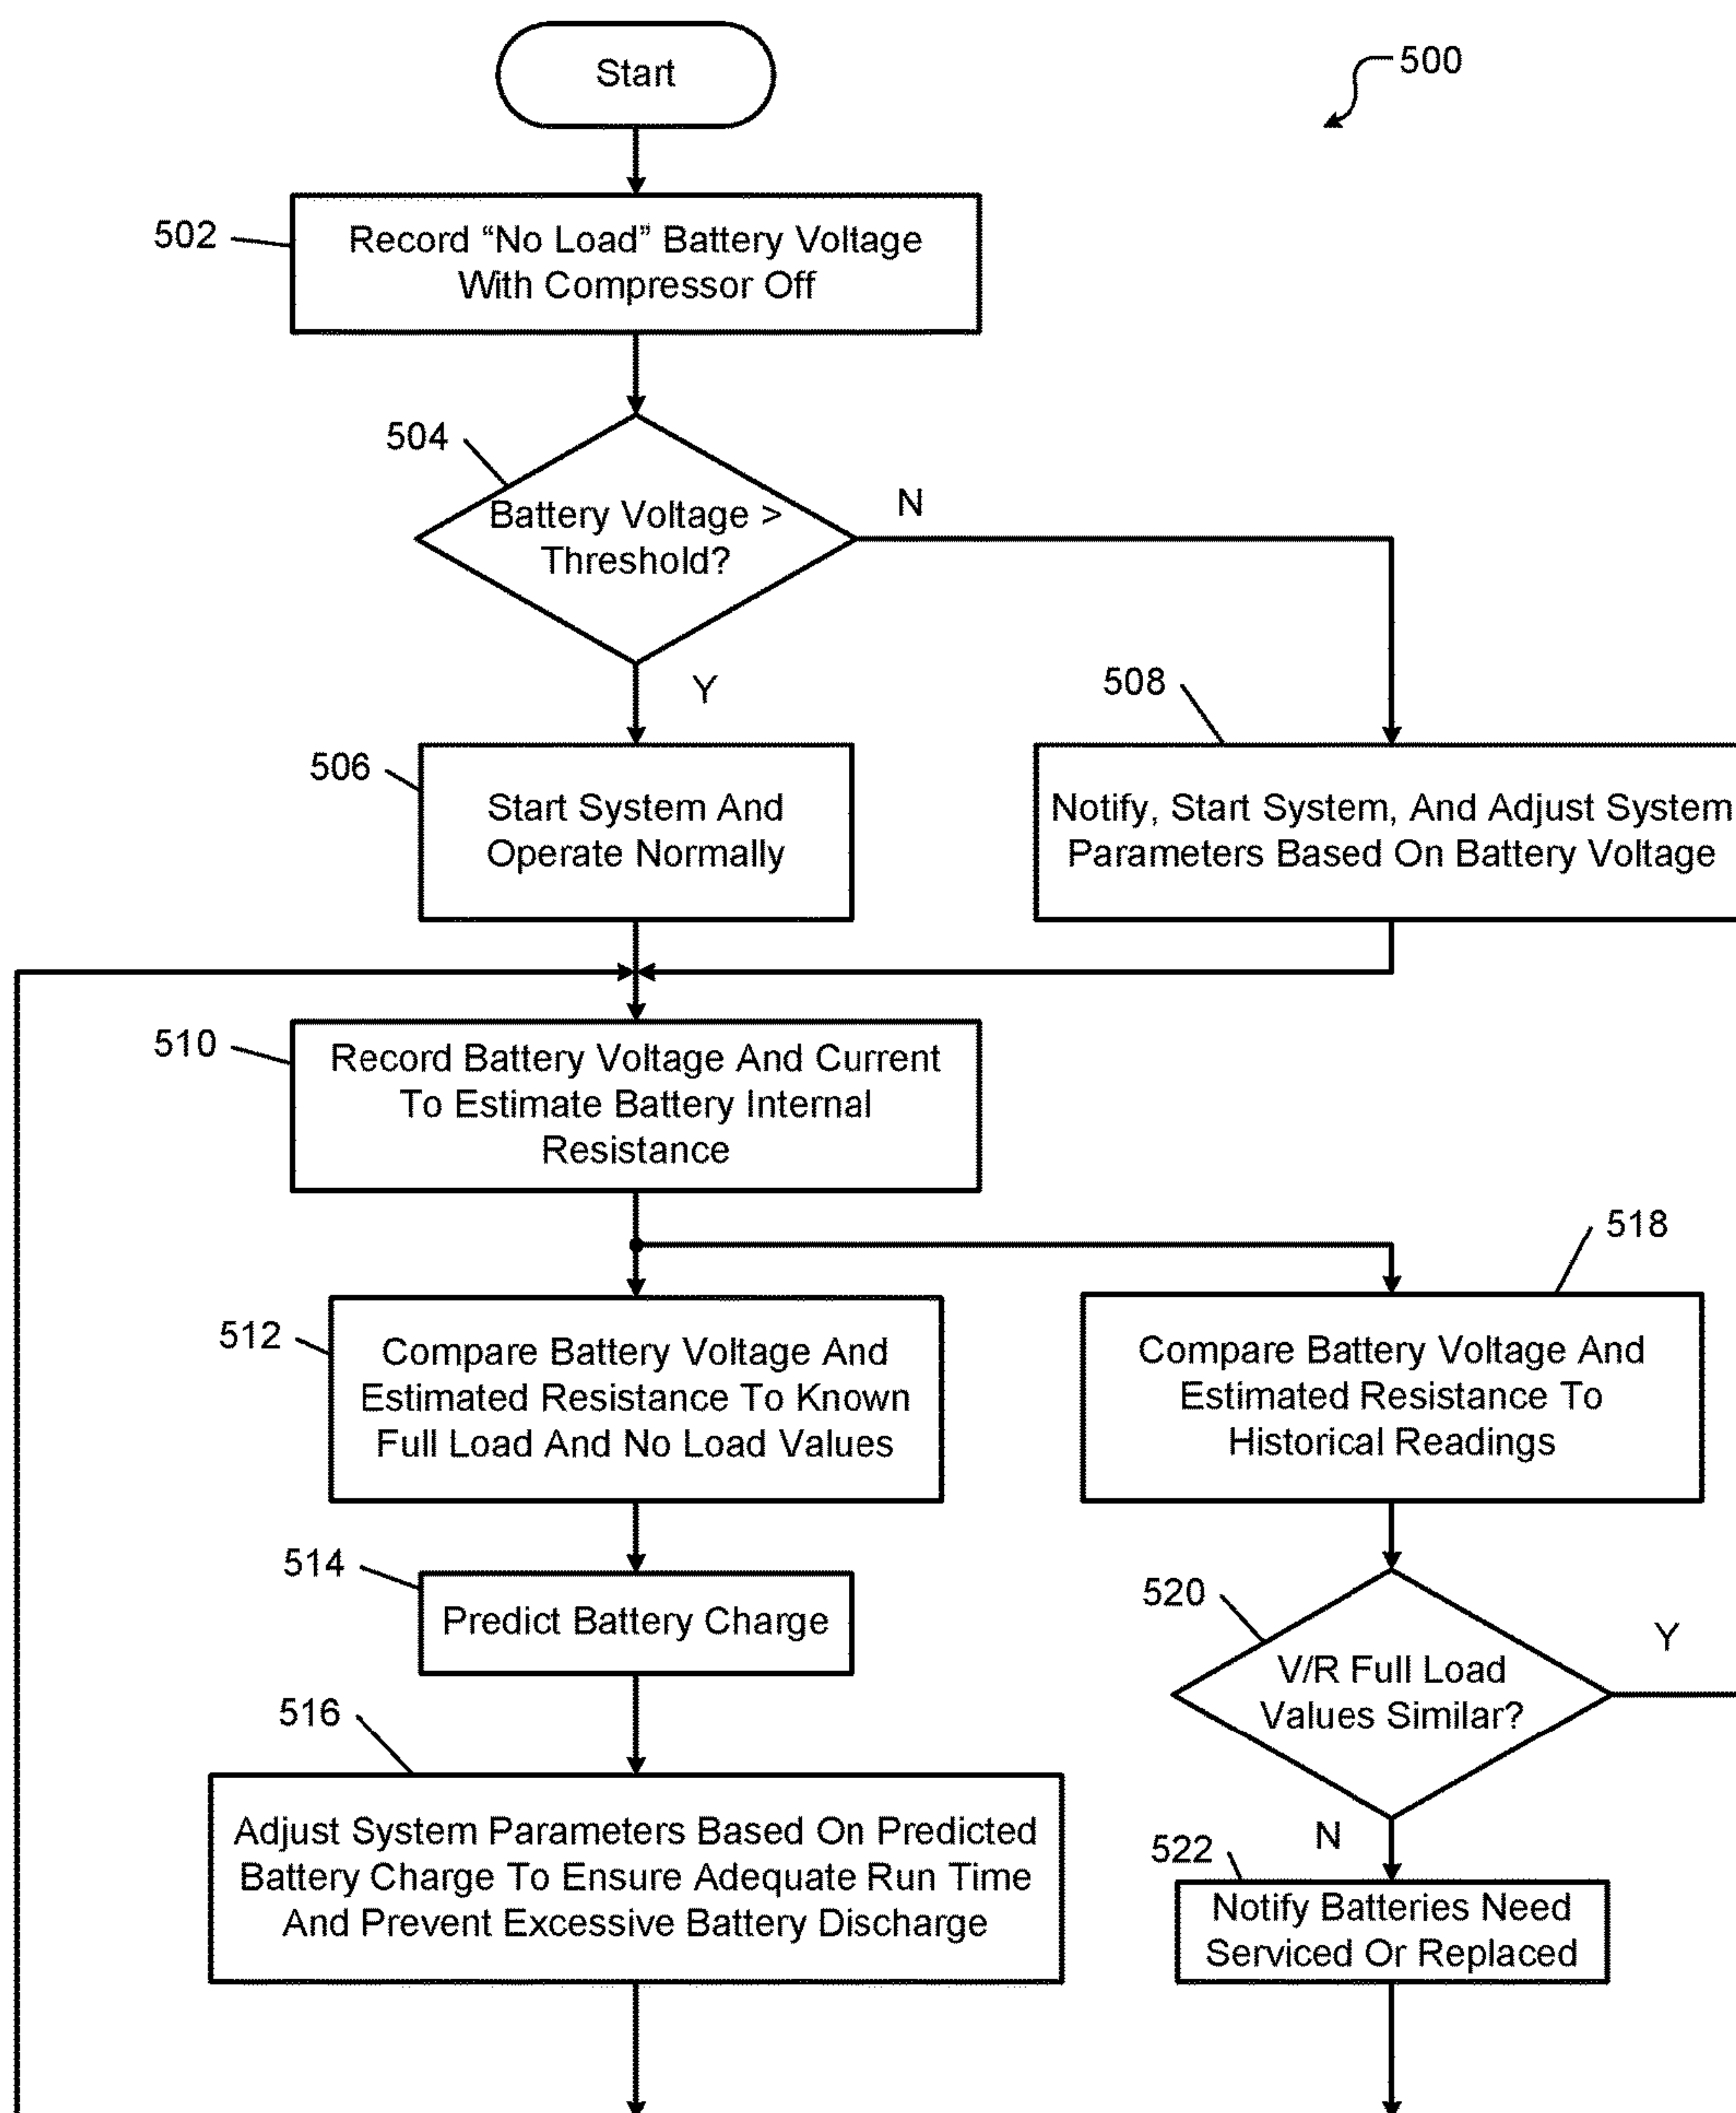 Start
500
502
Record “No Load” Battery Voltage
With Compressor Off
504
Battery Voltage >
Threshold?
N
Y
506
Start System And
Operate Normally
508
Notify, Start System, And Adjust System
Parameters Based On Battery Voltage
510
Record Battery Voltage And Current
To Estimate Battery Internal
Resistance
512
Compare Battery Voltage And
Estimated Resistance To Known
Full Load And No Load Values
518
Compare Battery Voltage And
Estimated Resistance To
Historical Readings
514
Predict Battery Charge
520
V/R Full Load
Values Similar?
Y
N
516
Adjust System Parameters Based On Predicted
Battery Charge To Ensure Adequate Run Time
And Prevent Excessive Battery Discharge
522
Notify Batteries Need
Serviced Or Replaced